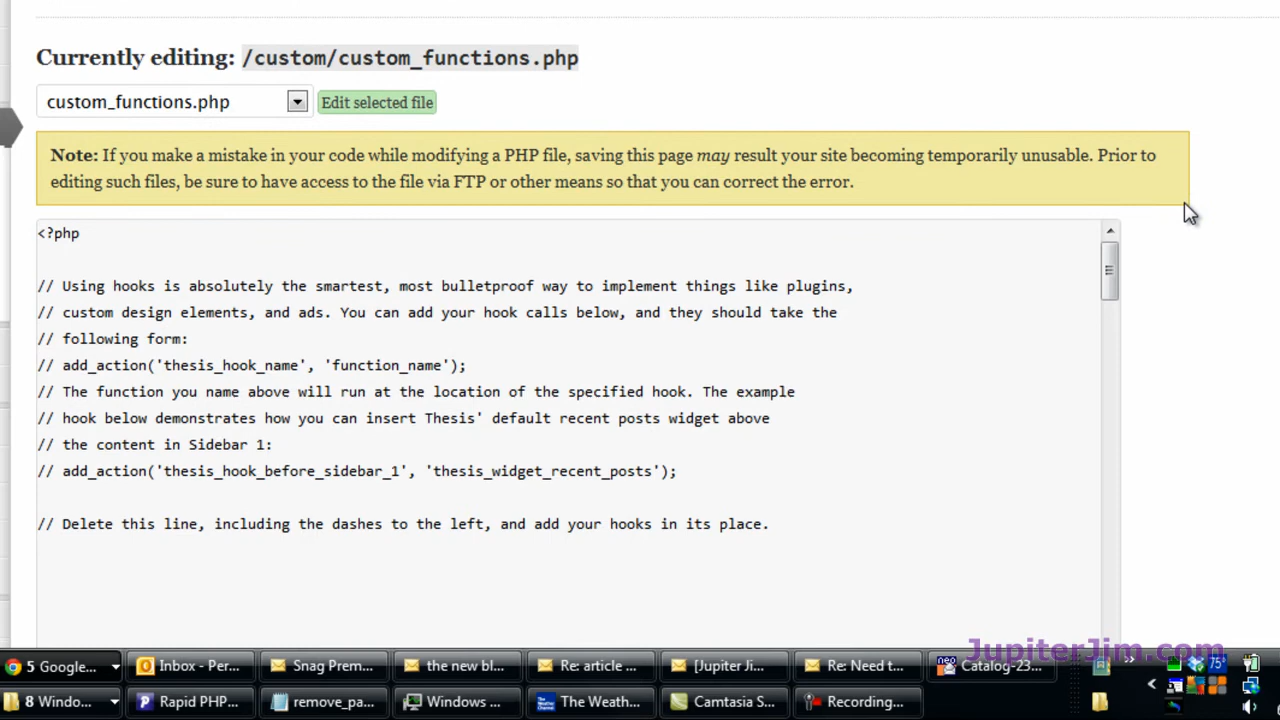 Currently editing: /custom/custom_functions.php
custom_functions.php Edit selected file
Note: If you make a mistake in your code while modifying a PHP file, saving this page may result your site becoming temporarily unusable. Prior to
editing such files, be sure to have access to the file via FTP or other means so that you can correct the error.
<?php
// Using hooks is absolutely the smartest, most bulletproof way to implement things like plugins,
// custom design elements, and ads. You can add your hook calls below, and they should take the
// following form:
// add_action('thesis_hook_name', 'function_name');
// The function you name above will run at the location of the specified hook. The example
// hook below demonstrates how you can insert Thesis' default recent posts widget above
// the content in Sidebar 1:
// add_action('thesis_hook_before_sidebar_1', 'thesis_widget_recent_posts');
// Delete this line, including the dashes to the left, and add your hooks in its place.
JupiterJim.com
5 Google... Inbox - Per... Snag Prem... the new bl... Re: article ... [Jupiter Ji... Re: Need t... neo Catalog-23... 75°
8 Windo... Rapid PHP... remove_pa... Windows ... The Weath... Camtasia S... Recording...